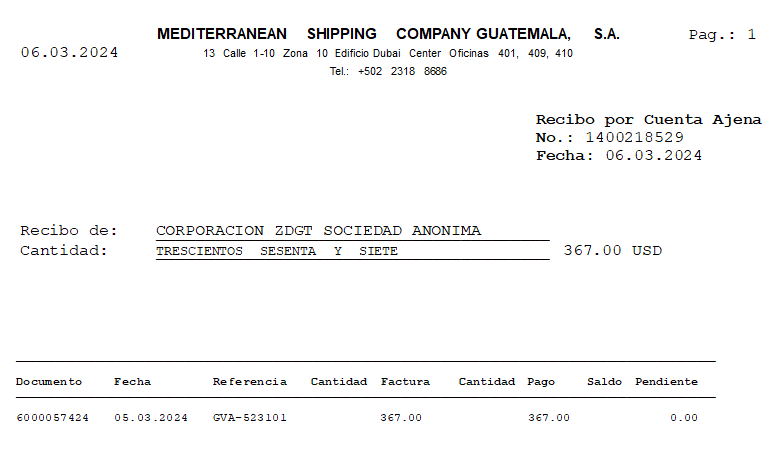 MEDITERRANEAN SHIPPING COMPANY GUATEMALA, S.A. Pag.: 1
06.03.2024 13 Calle 1-10 Zona 10 Edificio Dubai Center Oficinas 401, 409, 410
Tel.: +502 2318 8686
Recibo por Cuenta Ajena
No.: 1400218529
Fecha: 06.03.2024
Recibo de: CORPORACION ZDGT SOCIEDAD ANONIMA
Cantidad: TRESCIENTOS SESENTA Y SIETE 367.00 USD
Documento Fecha Referencia Cantidad Factura Cantidad Pago Saldo Pendiente
6000057424 05.03.2024 GVA-523101 367.00 367.00 0.00